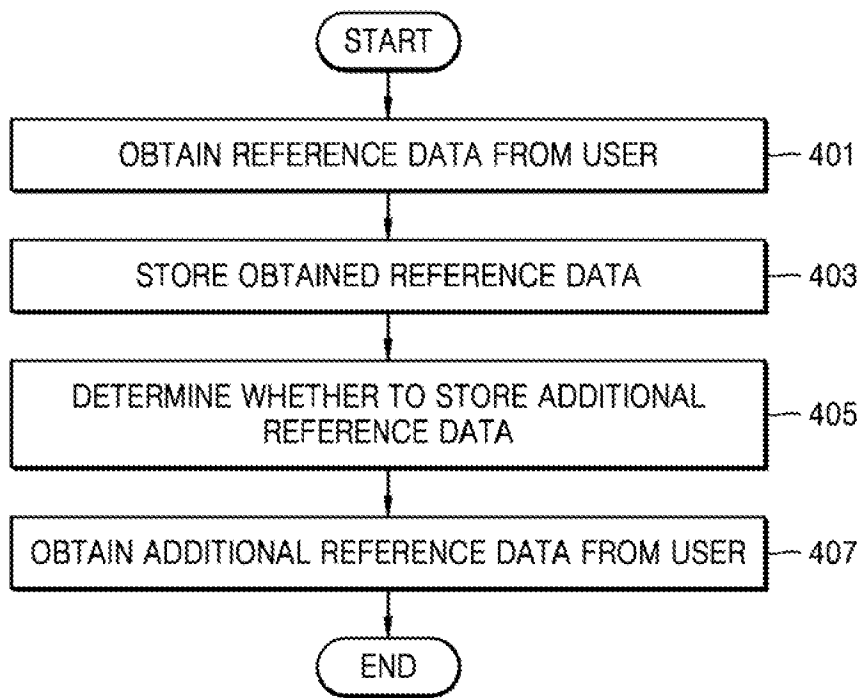 START
OBTAIN REFERENCE DATA FROM USER
401
STORE OBTAINED REFERENCE DATA
403
DETERMINE WHETHER TO STORE ADDITIONAL
REFERENCE DATA
405
OBTAIN ADDITIONAL REFERENCE DATA FROM USER
407
END